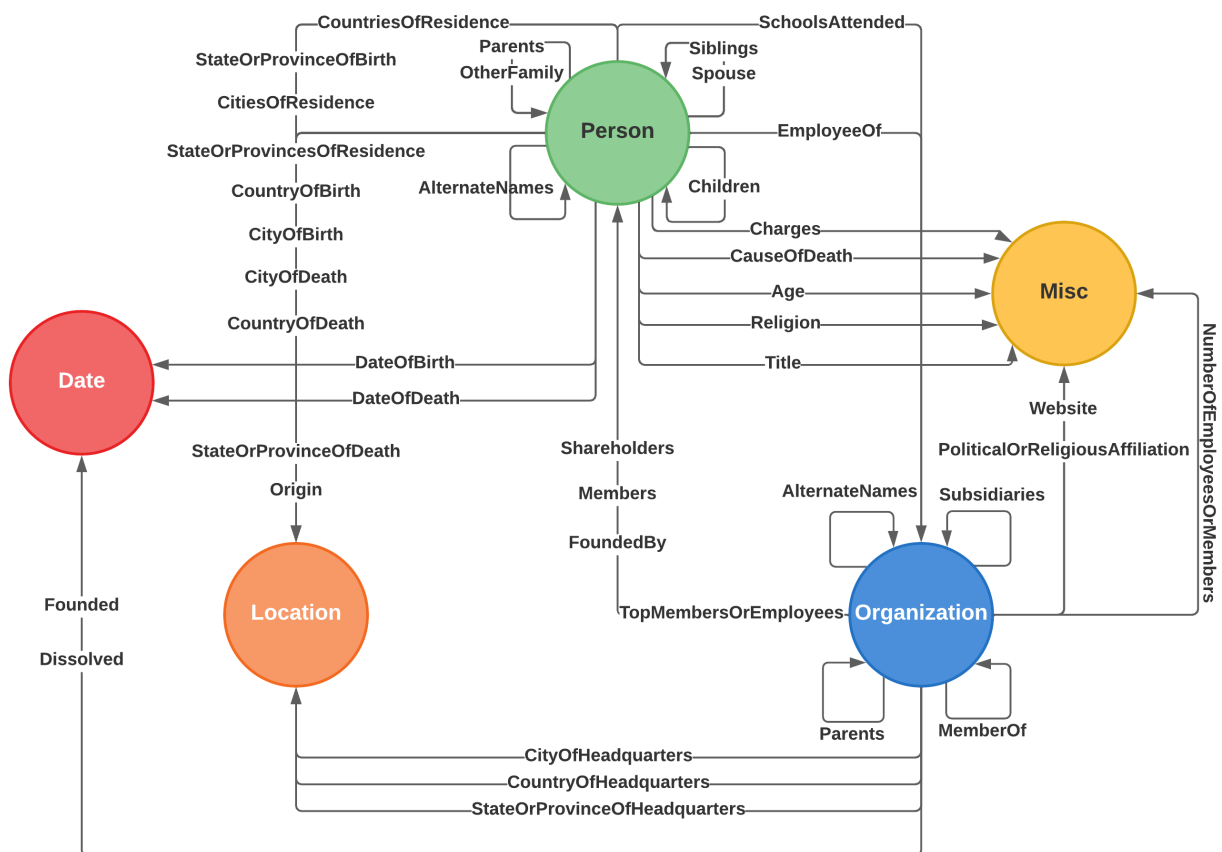 CountriesOfResidence
SchoolsAttended
Parents
Siblings
StateOrProvinceOfBirth
OtherFamily
Spouse
CitiesOfResidence
Person
EmployeeOf
StateOrProvincesOfResidence
CountryOfBirth
AlternateNames
Children
CityOfBirth
Charges
CauseOfDeath
CityOfDeath
Age
Misc
CountryOfDeath
Religion
DateOfBirth
Title
Date
DateOfDeath
Website
NumberOfEmployeesOrMembers
StateOrProvinceOfDeath
Shareholders
PoliticalOrReligiousAffiliation
Origin
Members
AlternateNames
Subsidiaries
FoundedBy
Founded
Location
TopMembersOrEmployees
Organization
Dissolved
Parents
MemberOf
CityOfHeadquarters
CountryOfHeadquarters
StateOrProvinceOfHeadquarters